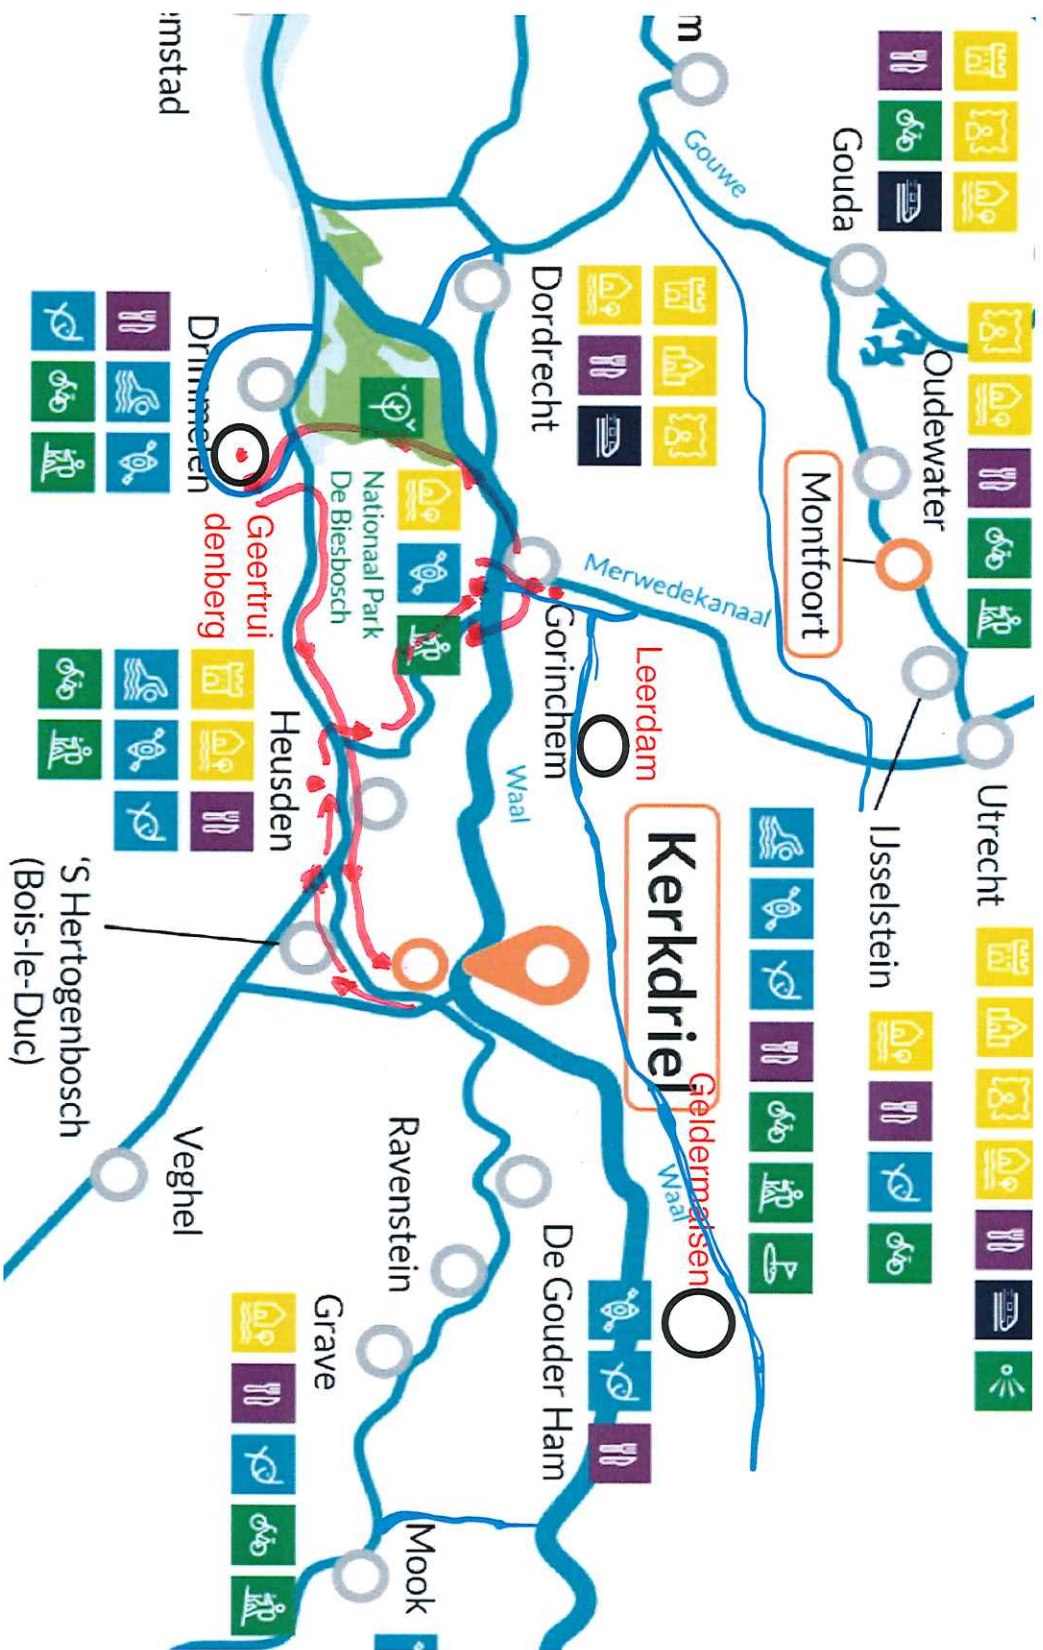 Utrecht
IJsselstein
Oudewater
Montfoort
Gouda
Gouwe
m
Merwedekanaal
Leerdam
Kerkdriel
Geldermalsen
Waal
Dordrecht
Gorinchem
Waal
De Gouder Ham
Nationaal Park
De Biesbosch
Ravenstein
Mook
Geertrui
denberg
Drimmelen
Heusden
Grave
Veghel
'S Hertogenbosch
(Bois-le-Duc)
emstad